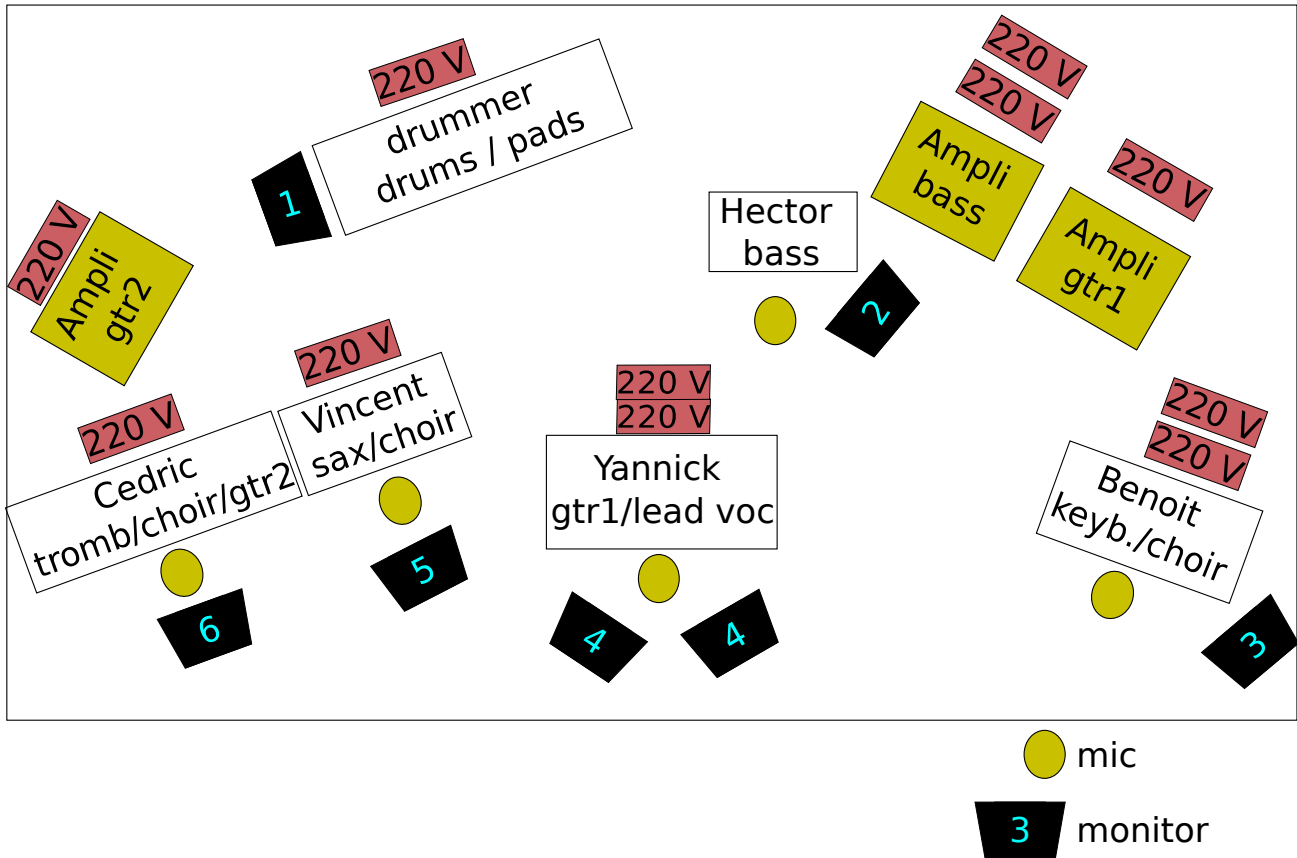 220 V
drummer
drums / pads
1
220 V
220 V
Ampli
bass
220 V
Ampli
gtr1
220 V
Ampli
gtr2
Hector
bass
2
220 V
Vincent
sax/choir
5
220 V
Cedric
tromb/choir/gtr2
6
220 V
220 V
Yannick
gtr1/lead voc
4
4
220 V
220 V
Benoit
keyb./choir
3
mic
3
monitor